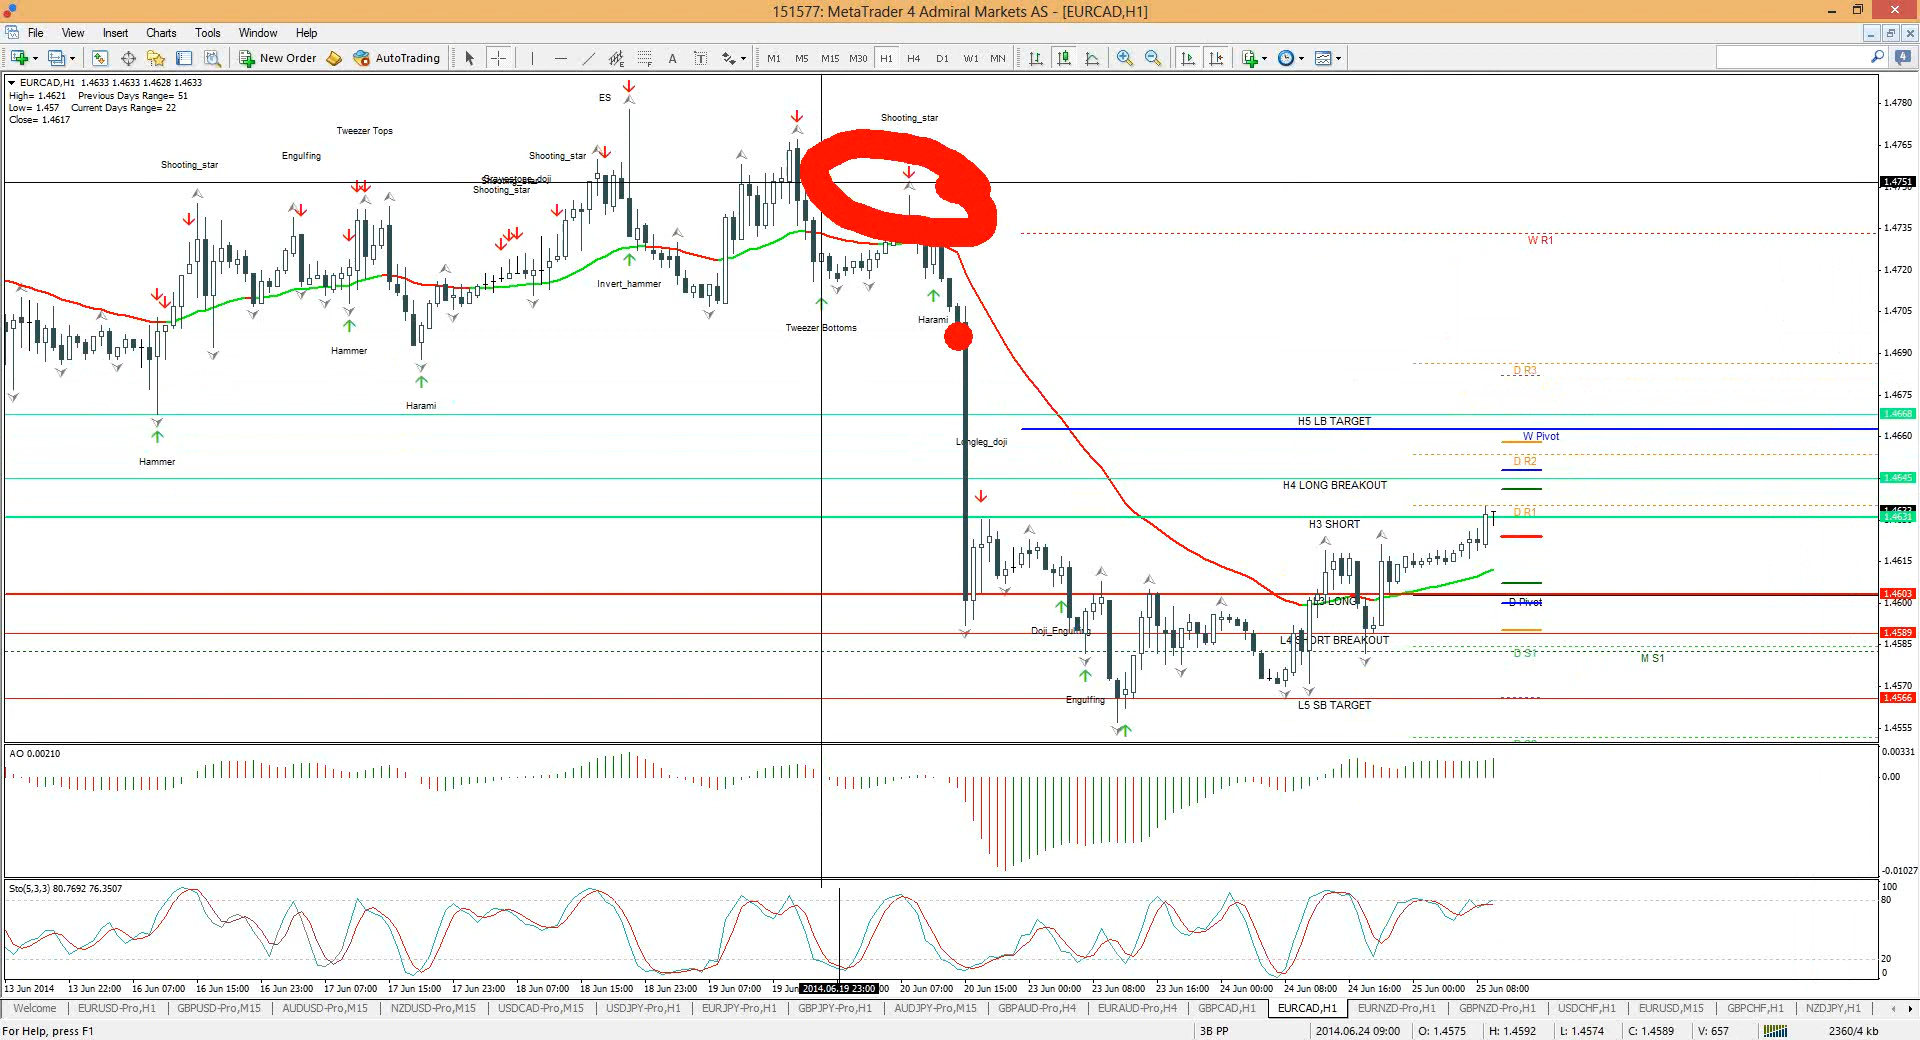 151577: MetaTrader 4 Admiral Markets AS - [EURCAD,H1]
File View Insert Charts Tools Window Help
New Order AutoTrading A T M1 M5 M15 M30 H1 H4 D1 W1 MN
EURCAD,H1 1.4633 1.4633 1.4628 1.4633
High= 1.4621 Previous Days Range= 51
Low= 1.457 Current Days Range= 22
Close= 1.4617
ES
Shooting_star
Tweezer Tops
Engulfing
Shooting_star
Shooting_star
Gravestone_doji
Shooting_star
Invert_hammer
Tweezer Bottoms
Harami
Hammer
Harami
Hammer
Longleg_doji
Doji_Engulfing
Engulfing
W R1
D R3
H5 LB TARGET
W Pivot
D R2
H4 LONG BREAKOUT
D R1
H3 SHORT
L3 LONG
D Pivot
L4 SHORT BREAKOUT
D S1
M S1
L5 SB TARGET
1.4780
1.4765
1.4751
1.4735
1.4720
1.4705
1.4690
1.4675
1.4668
1.4660
1.4645
1.4631
1.4615
1.4603
1.4600
1.4589
1.4585
1.4570
1.4566
1.4555
AO 0.00210
0.00331
0.00
-0.01027
Sto(5,3,3) 80.7692 76.3507
100
80
20
0
13 Jun 2014 13 Jun 22:00 16 Jun 07:00 16 Jun 15:00 16 Jun 23:00 17 Jun 07:00 17 Jun 15:00 17 Jun 23:00 18 Jun 07:00 18 Jun 15:00 18 Jun 23:00 19 Jun 07:00 2014.06.19 23:00 20 Jun 07:00 20 Jun 15:00 23 Jun 00:00 23 Jun 08:00 23 Jun 16:00 24 Jun 00:00 24 Jun 08:00 24 Jun 16:00 25 Jun 00:00 25 Jun 08:00
Welcome EURUSD-Pro,H1 GBPUSD-Pro,M15 AUDUSD-Pro,M15 NZDUSD-Pro,M15 USDCAD-Pro,M15 USDJPY-Pro,H1 EURJPY-Pro,H1 GBPJPY-Pro,H1 AUDJPY-Pro,M15 GBPAUD-Pro,H4 EURAUD-Pro,H4 GBPCAD,H1 EURCAD,H1 EURNZD-Pro,H1 GBPNZD-Pro,H1 USDCHF,H1 EURUSD,M15 GBPCHF,H1 NZDJPY,H1
For Help, press F1 3B PP 2014.06.24 09:00 O: 1.4575 H: 1.4592 L: 1.4574 C: 1.4589 V: 657 2360/4 kb